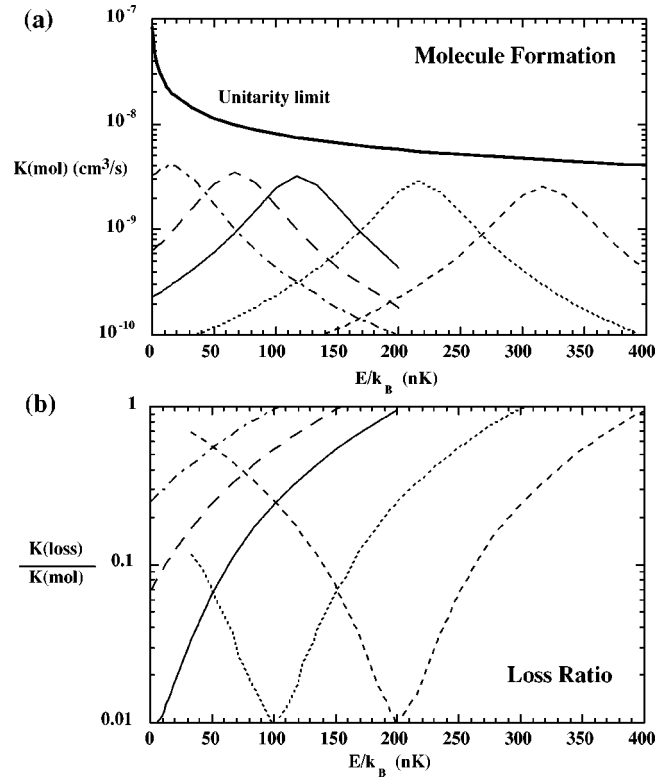 (a)
10⁻⁷
Molecule Formation
Unitarity limit
10⁻⁸
K(mol) (cm³/s)
10⁻⁹
10⁻¹⁰
0 50 100 150 200 250 300 350 400
E/k_B (nK)
(b)
1
K(loss)
K(mol)
0.1
Loss Ratio
0.01
0 50 100 150 200 250 300 350 400
E/k_B (nK)